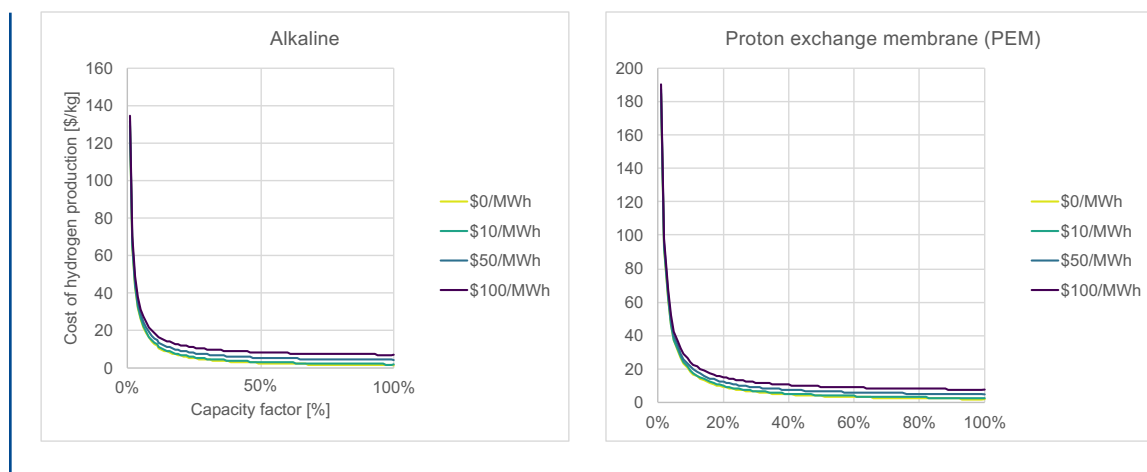 Alkaline
Cost of hydrogen production [$/kg]
160
140
120
100
80
60
40
20
0
0%
50%
100%
Capacity factor [%]
$0/MWh
$10/MWh
$50/MWh
$100/MWh
Proton exchange membrane (PEM)
200
180
160
140
120
100
80
60
40
20
0
0%
20%
40%
60%
80%
100%
$0/MWh
$10/MWh
$50/MWh
$100/MWh